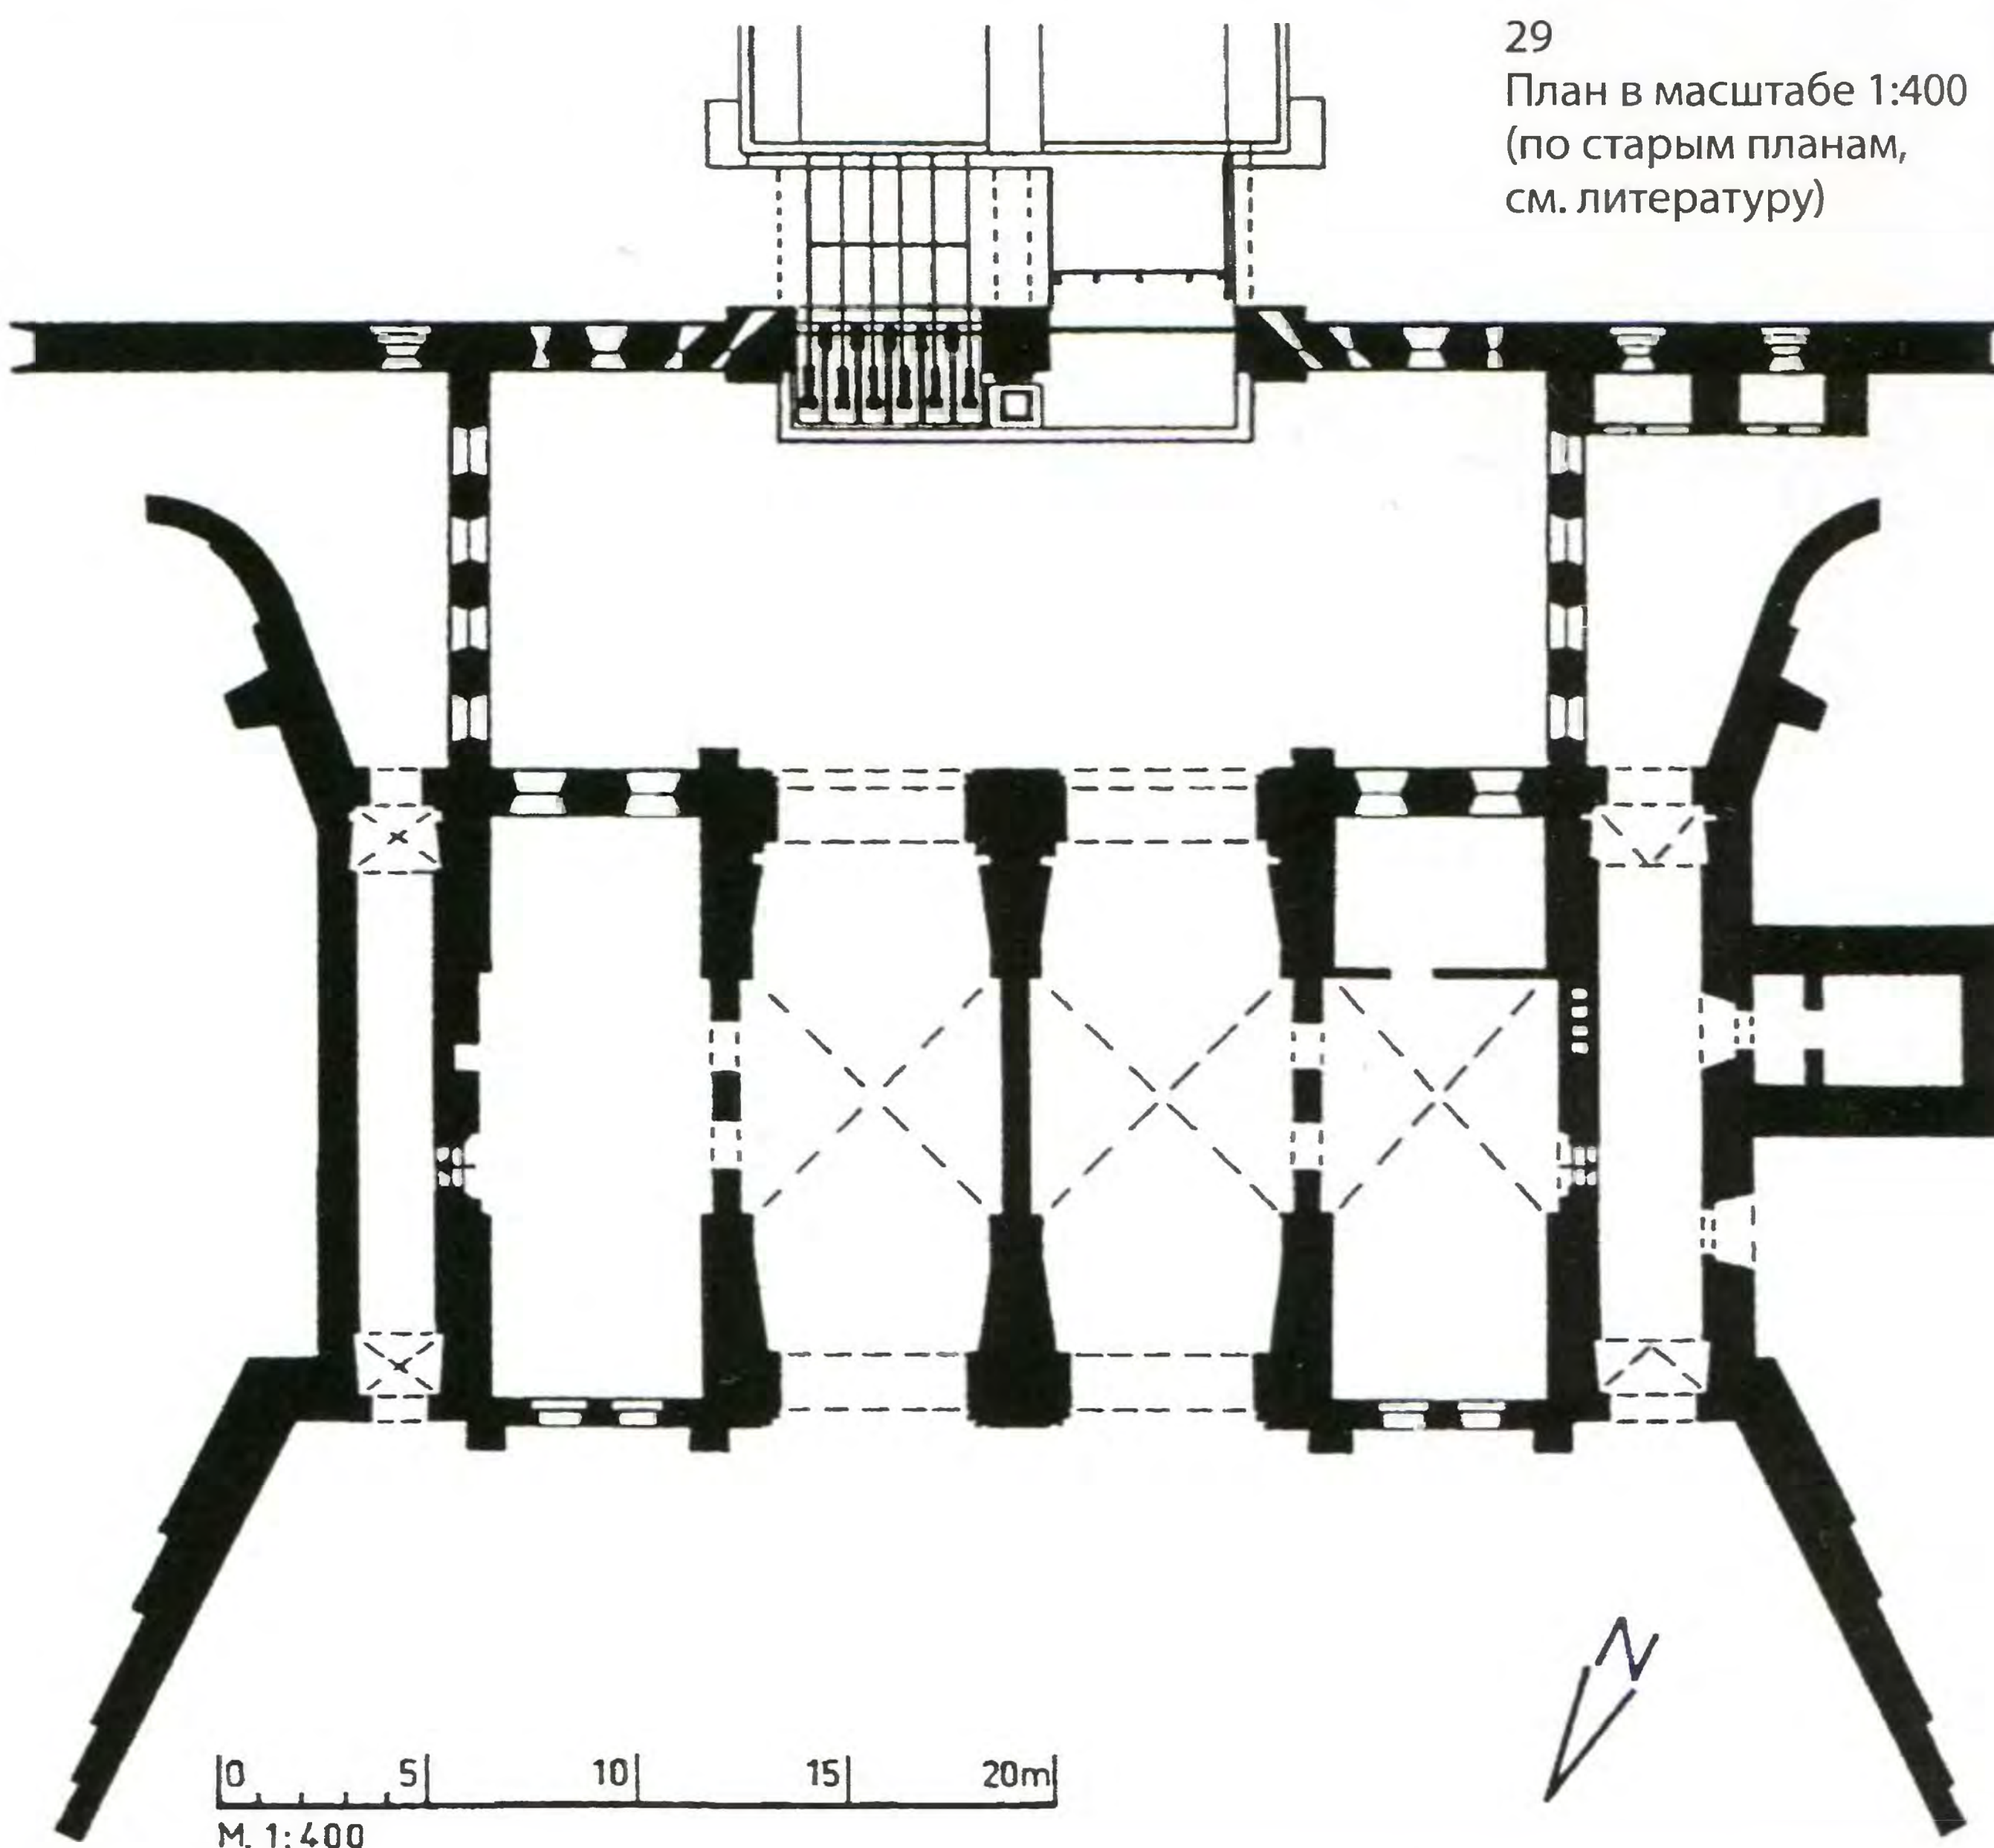 29
План в масштабе 1:400
(по старым планам,
см. литературу)
N
0 5 10 15 20m
M. 1:400